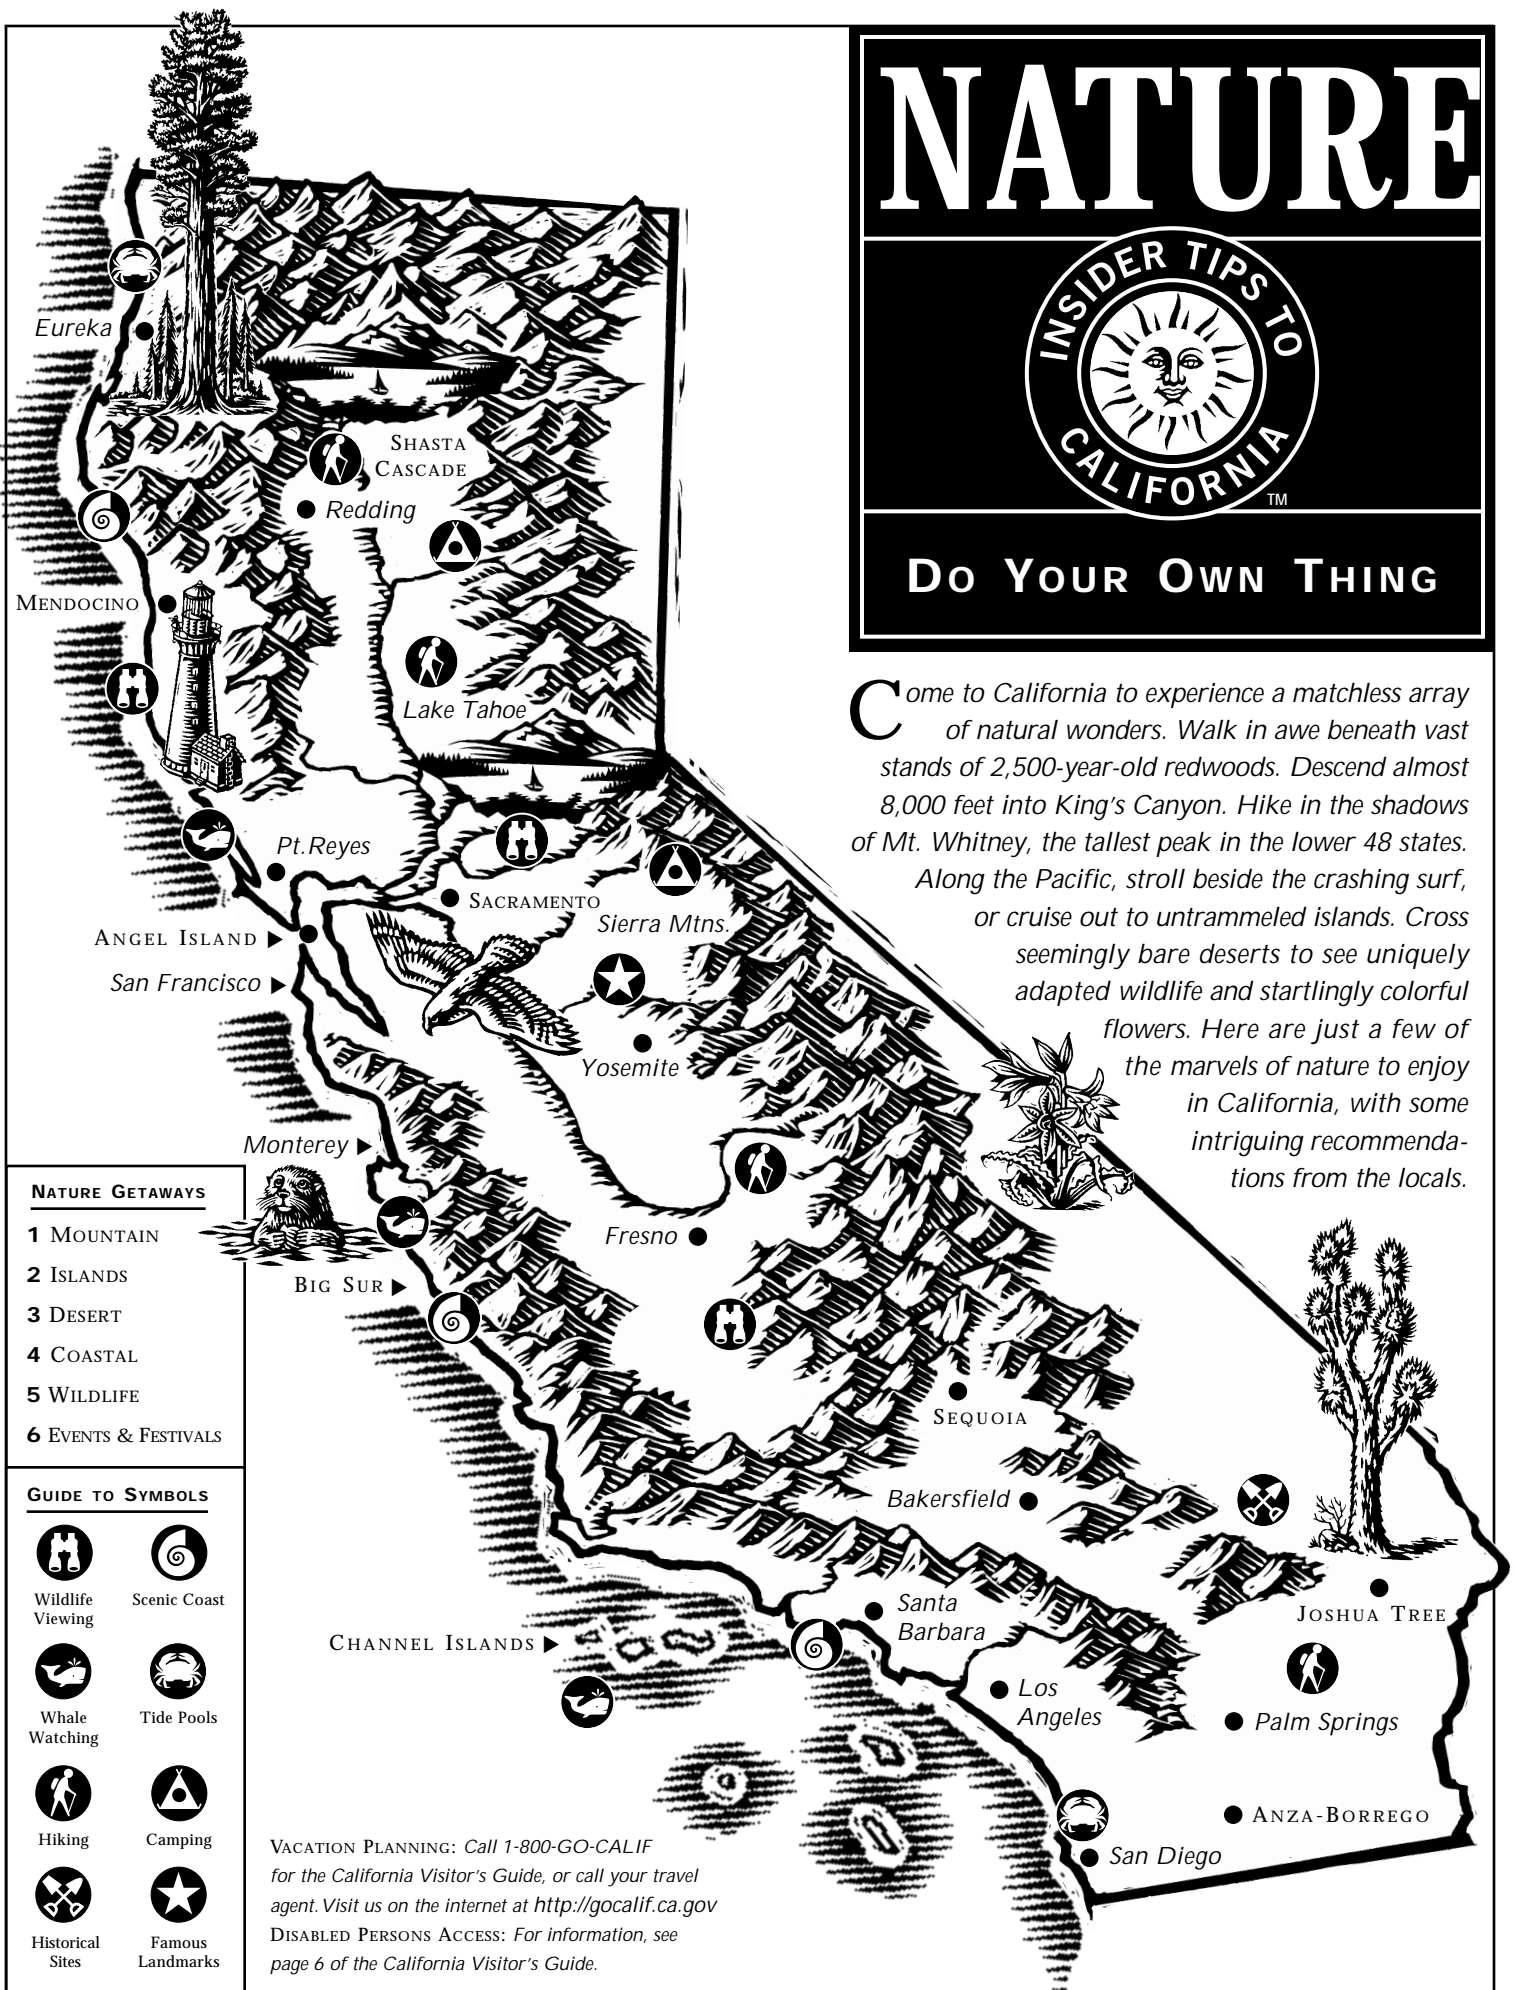 NATURE
INSIDER TIPS TO
CALIFORNIA
TM
DO YOUR OWN THING
Come to California to experience a matchless array
of natural wonders. Walk in awe beneath vast
stands of 2,500-year-old redwoods. Descend almost
8,000 feet into King's Canyon. Hike in the shadows
of Mt. Whitney, the tallest peak in the lower 48 states.
Along the Pacific, stroll beside the crashing surf,
or cruise out to untrammeled islands. Cross
seemingly bare deserts to see uniquely
adapted wildlife and startlingly colorful
flowers. Here are just a few of
the marvels of nature to enjoy
in California, with some
intriguing recommenda-
tions from the locals.
Eureka
SHASTA
CASCADE
Redding
MENDOCINO
Lake Tahoe
Pt.Reyes
SACRAMENTO
Sierra Mtns.
ANGEL ISLAND
San Francisco
Yosemite
Monterey
Fresno
BIG SUR
SEQUOIA
Bakersfield
JOSHUA TREE
Santa
Barbara
CHANNEL ISLANDS
Los
Angeles
Palm Springs
ANZA-BORREGO
San Diego
NATURE GETAWAYS
1 MOUNTAIN
2 ISLANDS
3 DESERT
4 COASTAL
5 WILDLIFE
6 EVENTS & FESTIVALS
GUIDE TO SYMBOLS
Wildlife
Viewing
Scenic Coast
Whale
Watching
Tide Pools
Hiking
Camping
Historical
Sites
Famous
Landmarks
VACATION PLANNING: Call 1-800-GO-CALIF
for the California Visitor's Guide, or call your travel
agent. Visit us on the internet at http://gocalif.ca.gov
DISABLED PERSONS ACCESS: For information, see
page 6 of the California Visitor's Guide.